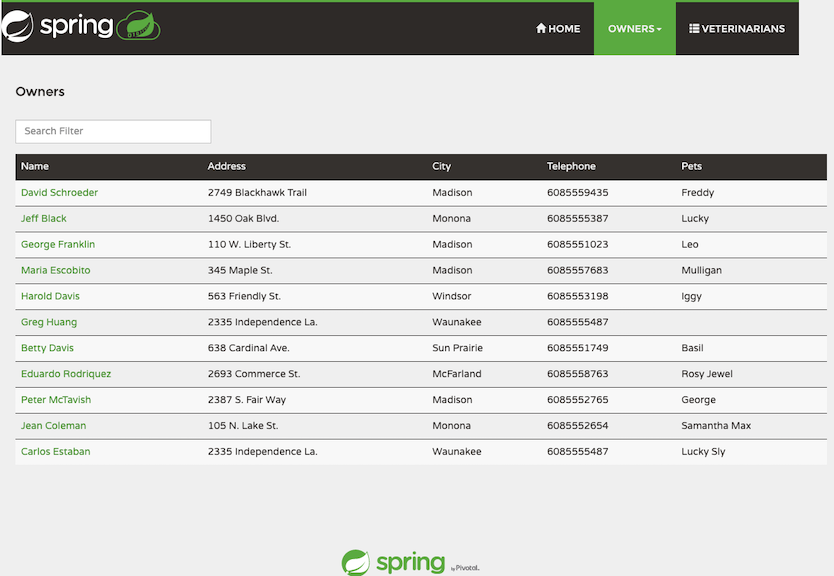 spring
HOME OWNERS VETERINARIANS
Owners
Search Filter
Name Address City Telephone Pets
David Schroeder 2749 Blackhawk Trail Madison 6085559435 Freddy
Jeff Black 1450 Oak Blvd. Monona 6085555387 Lucky
George Franklin 110 W. Liberty St. Madison 6085551023 Leo
Maria Escobito 345 Maple St. Madison 6085557683 Mulligan
Harold Davis 563 Friendly St. Windsor 6085553198 Iggy
Greg Huang 2335 Independence La. Waunakee 6085555487
Betty Davis 638 Cardinal Ave. Sun Prairie 6085551749 Basil
Eduardo Rodriquez 2693 Commerce St. McFarland 6085558763 Rosy Jewel
Peter McTavish 2387 S. Fair Way Madison 6085552765 George
Jean Coleman 105 N. Lake St. Monona 6085552654 Samantha Max
Carlos Estaban 2335 Independence La. Waunakee 6085555487 Lucky Sly
spring by Pivotal.